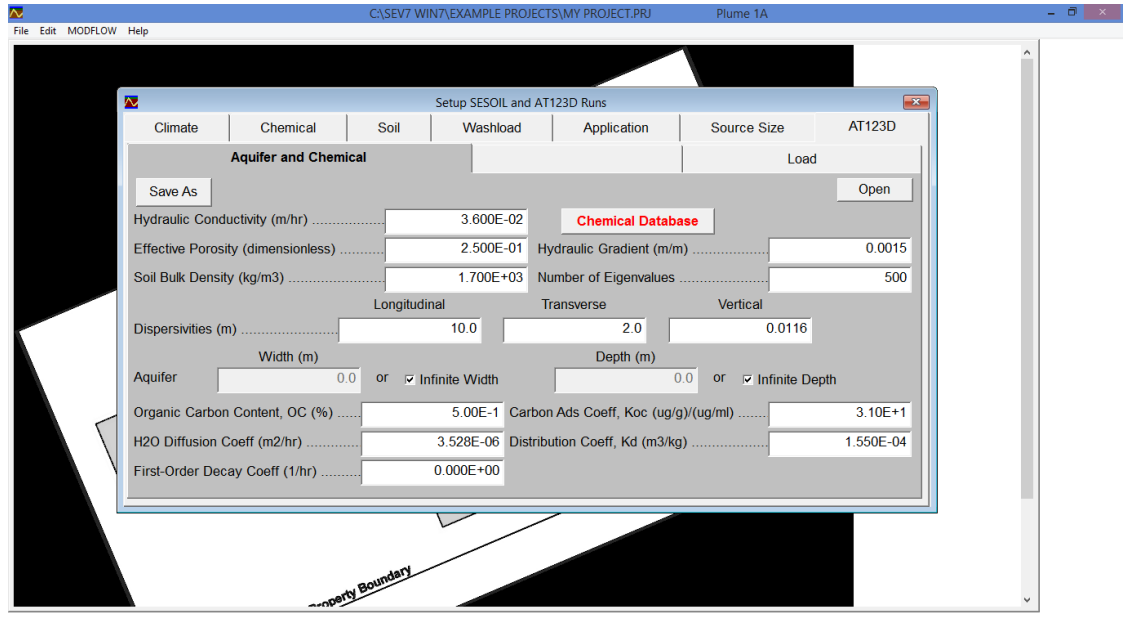 C:\SEV7 WIN7\EXAMPLE PROJECTS\MY PROJECT.PRJ Plume 1A
File Edit MODFLOW Help
Setup SESOIL and AT123D Runs
Climate Chemical Soil Washload Application Source Size AT123D
Aquifer and Chemical Load
Save As Open
Hydraulic Conductivity (m/hr) .................. 3.600E-02 Chemical Database
Effective Porosity (dimensionless) ........... 2.500E-01 Hydraulic Gradient (m/m) ................... 0.0015
Soil Bulk Density (kg/m3) ........................ 1.700E+03 Number of Eigenvalues ...................... 500
Longitudinal Transverse Vertical
Dispersivities (m) ........................ 10.0 2.0 0.0116
Width (m) Depth (m)
Aquifer 0.0 or Infinite Width 0.0 or Infinite Depth
Organic Carbon Content, OC (%) ...... 5.00E-1 Carbon Ads Coeff, Koc (ug/g)/(ug/ml) ....... 3.10E+1
H2O Diffusion Coeff (m2/hr) ............. 3.528E-06 Distribution Coeff, Kd (m3/kg) ................... 1.550E-04
First-Order Decay Coeff (1/hr) .......... 0.000E+00
Boundary